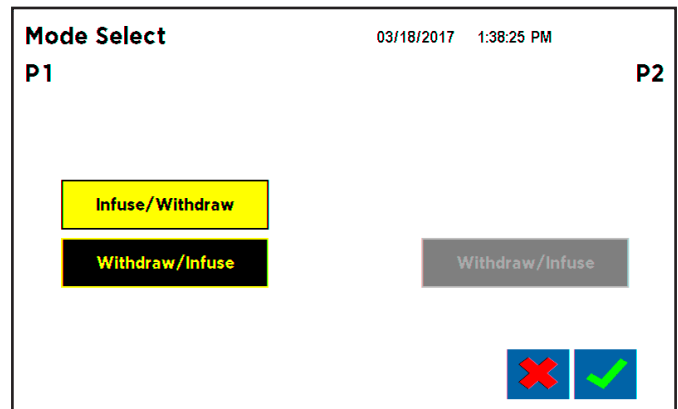 Mode Select 03/18/2017 1:38:25 PM
P1 P2
Infuse/Withdraw
Withdraw/Infuse Withdraw/Infuse